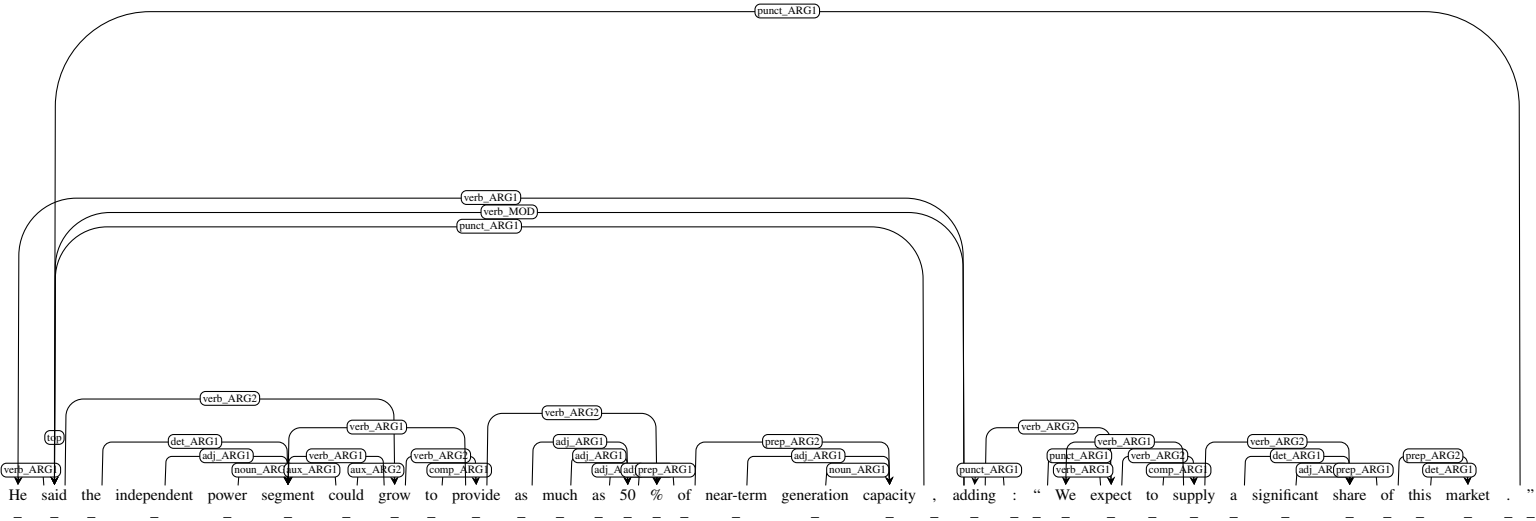 punct_ARG1
verb_ARG1
verb_MOD
punct_ARG1
verb_ARG2
verb_ARG2
verb_ARG1 verb_ARG2
top det_ARG1 adj_ARG1 prep_ARG2 verb_ARG1 verb_ARG2
adj_ARG1 verb_ARG1 verb_ARG2 adj_ARG1 adj_ARG1 punct_ARG1 verb_ARG2 det_ARG1 prep_ARG2
verb_ARG1 aux_ARG1 aux_ARG2 comp_ARG1 prep_ARG1 noun_ARG1 punct_ARG1 verb_ARG1 comp_ARG1 prep_ARG1 det_ARG1
He said the independent power segment could grow to provide as much as 50 % of near-term generation capacity , adding : “ We expect to supply a significant share of this market . ”